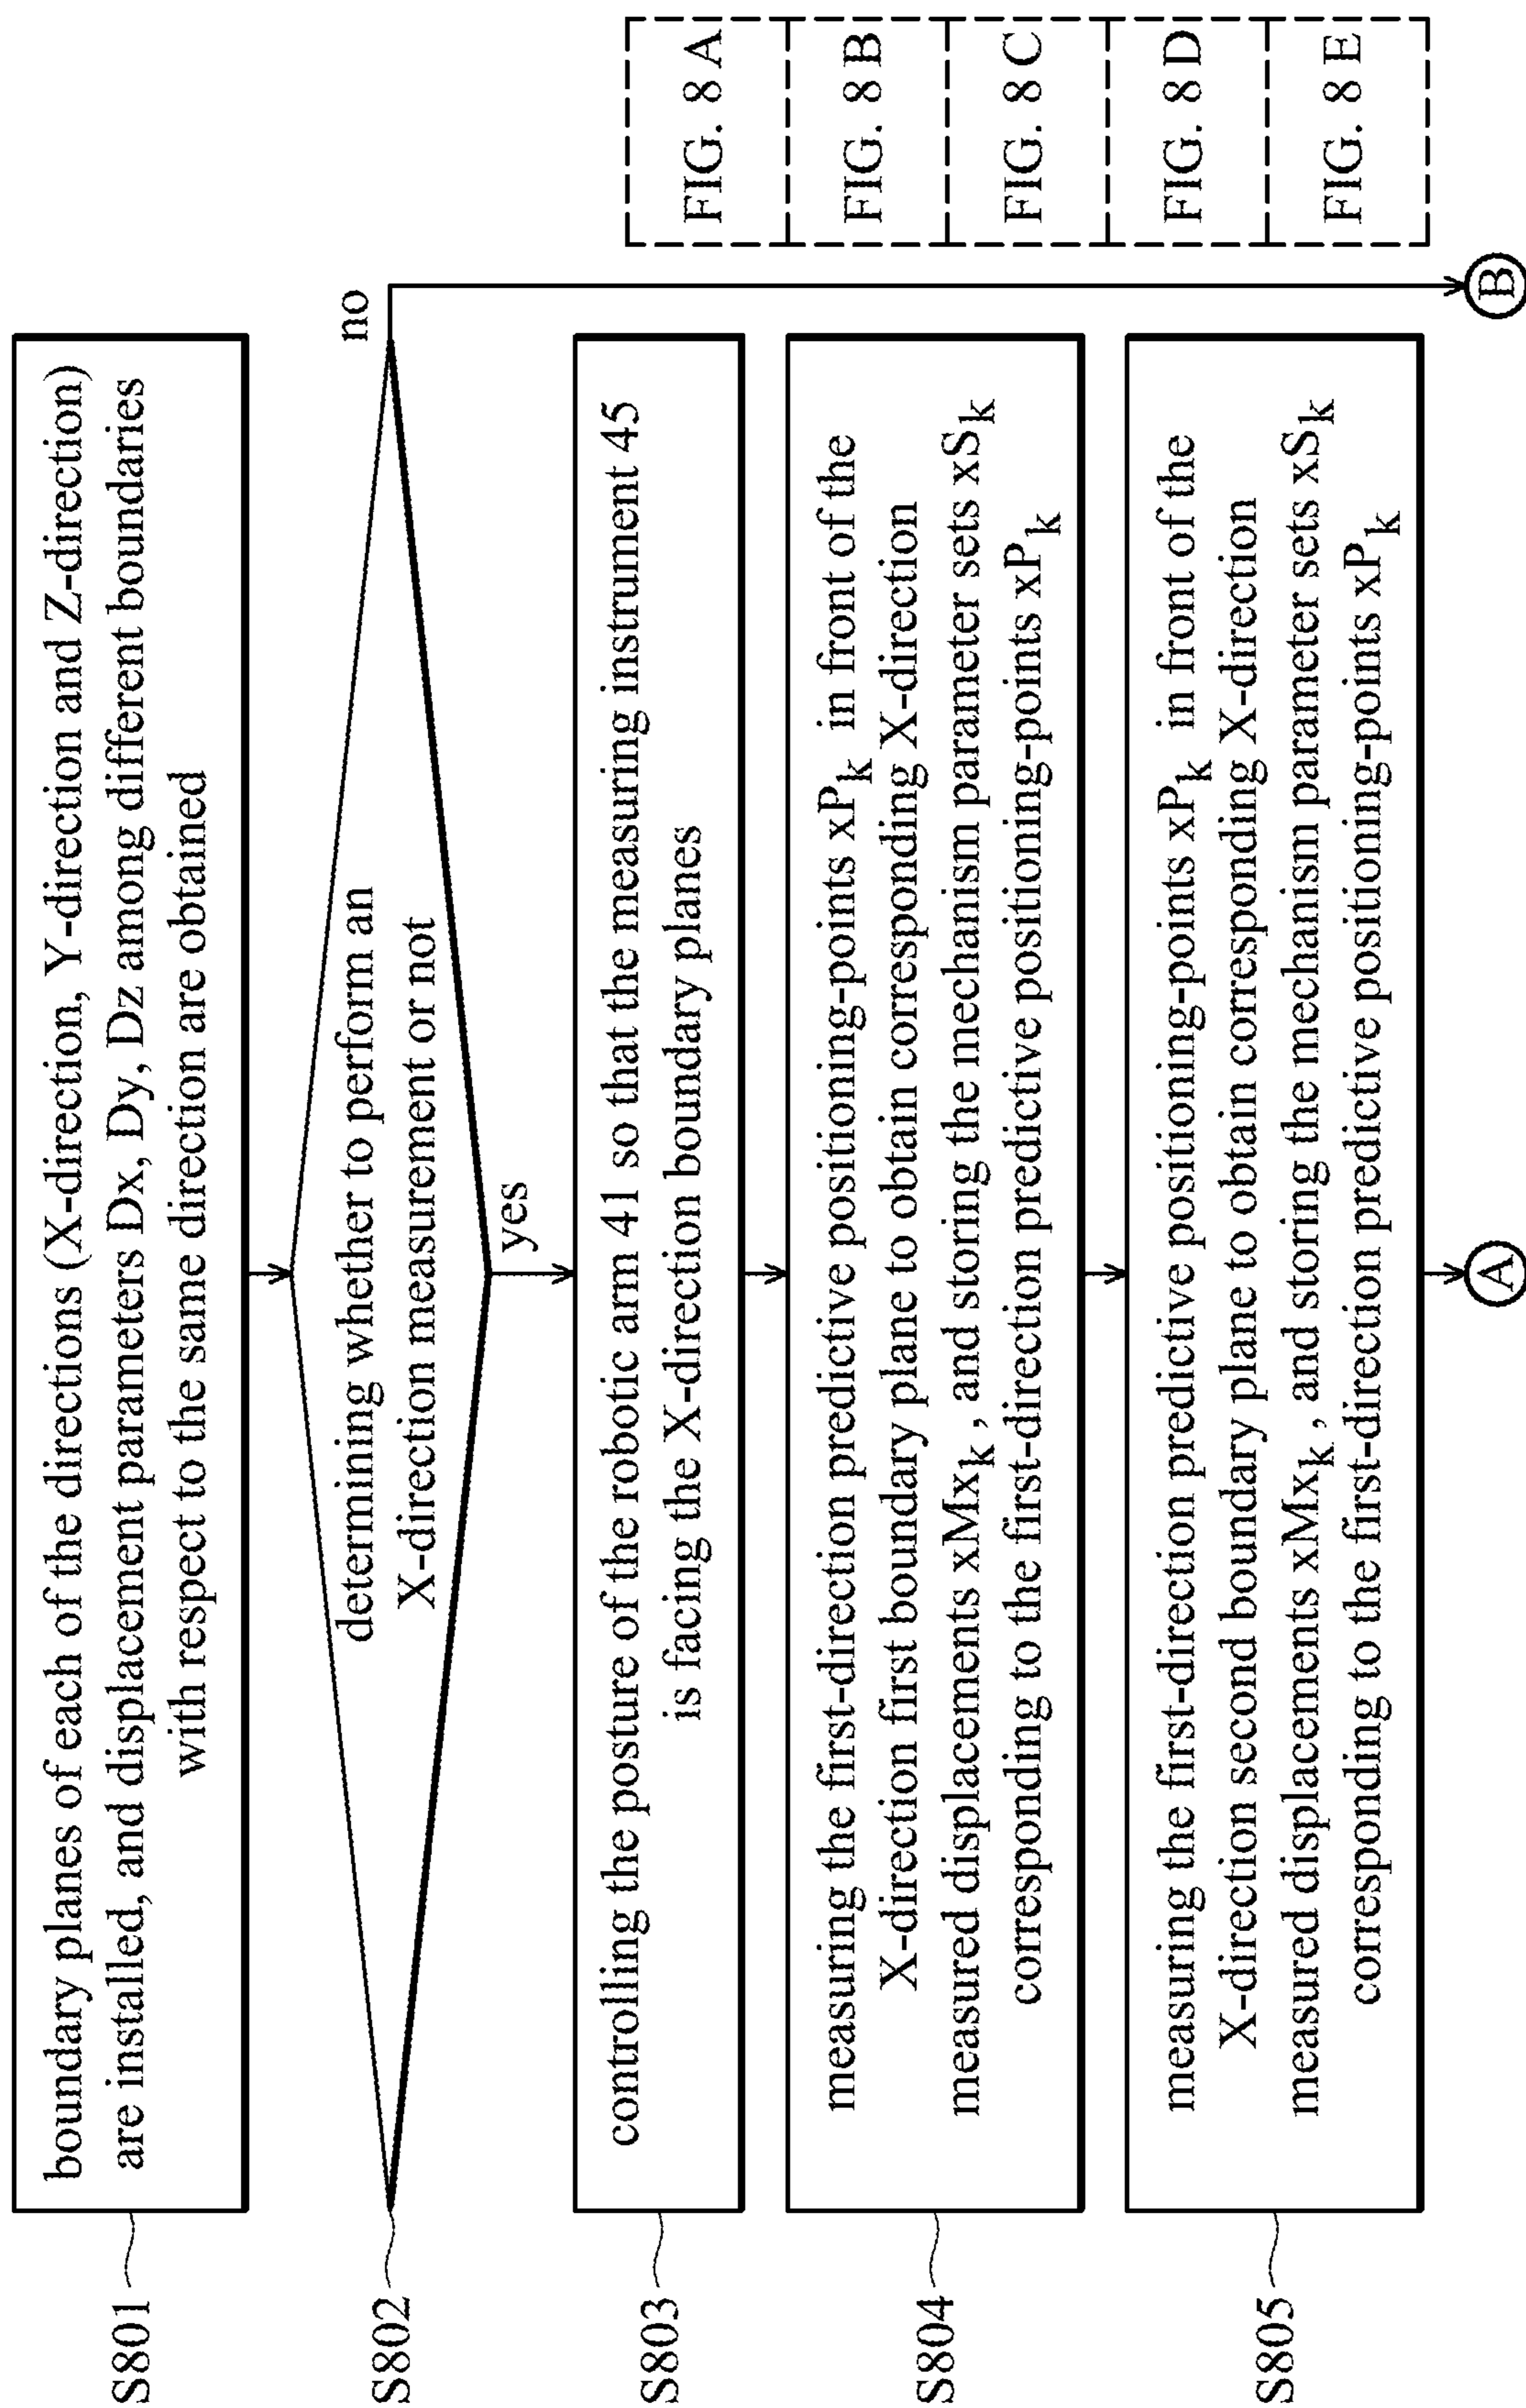 S801
boundary planes of each of the directions (X-direction, Y-direction and Z-direction)
are installed, and displacement parameters Dx, Dy, Dz among different boundaries
with respect to the same direction are obtained
S802
determining whether to perform an
X-direction measurement or not
no
yes
S803
controlling the posture of the robotic arm 41 so that the measuring instrument 45
is facing the X-direction boundary planes
S804
measuring the first-direction predictive positioning-points xPk in front of the
X-direction first boundary plane to obtain corresponding X-direction
measured displacements xMxk, and storing the mechanism parameter sets xSk
corresponding to the first-direction predictive positioning-points xPk
S805
measuring the first-direction predictive positioning-points xPk in front of the
X-direction second boundary plane to obtain corresponding X-direction
measured displacements xMxk, and storing the mechanism parameter sets xSk
corresponding to the first-direction predictive positioning-points xPk
A
B
FIG. 8 A
FIG. 8 B
FIG. 8 C
FIG. 8 D
FIG. 8 E